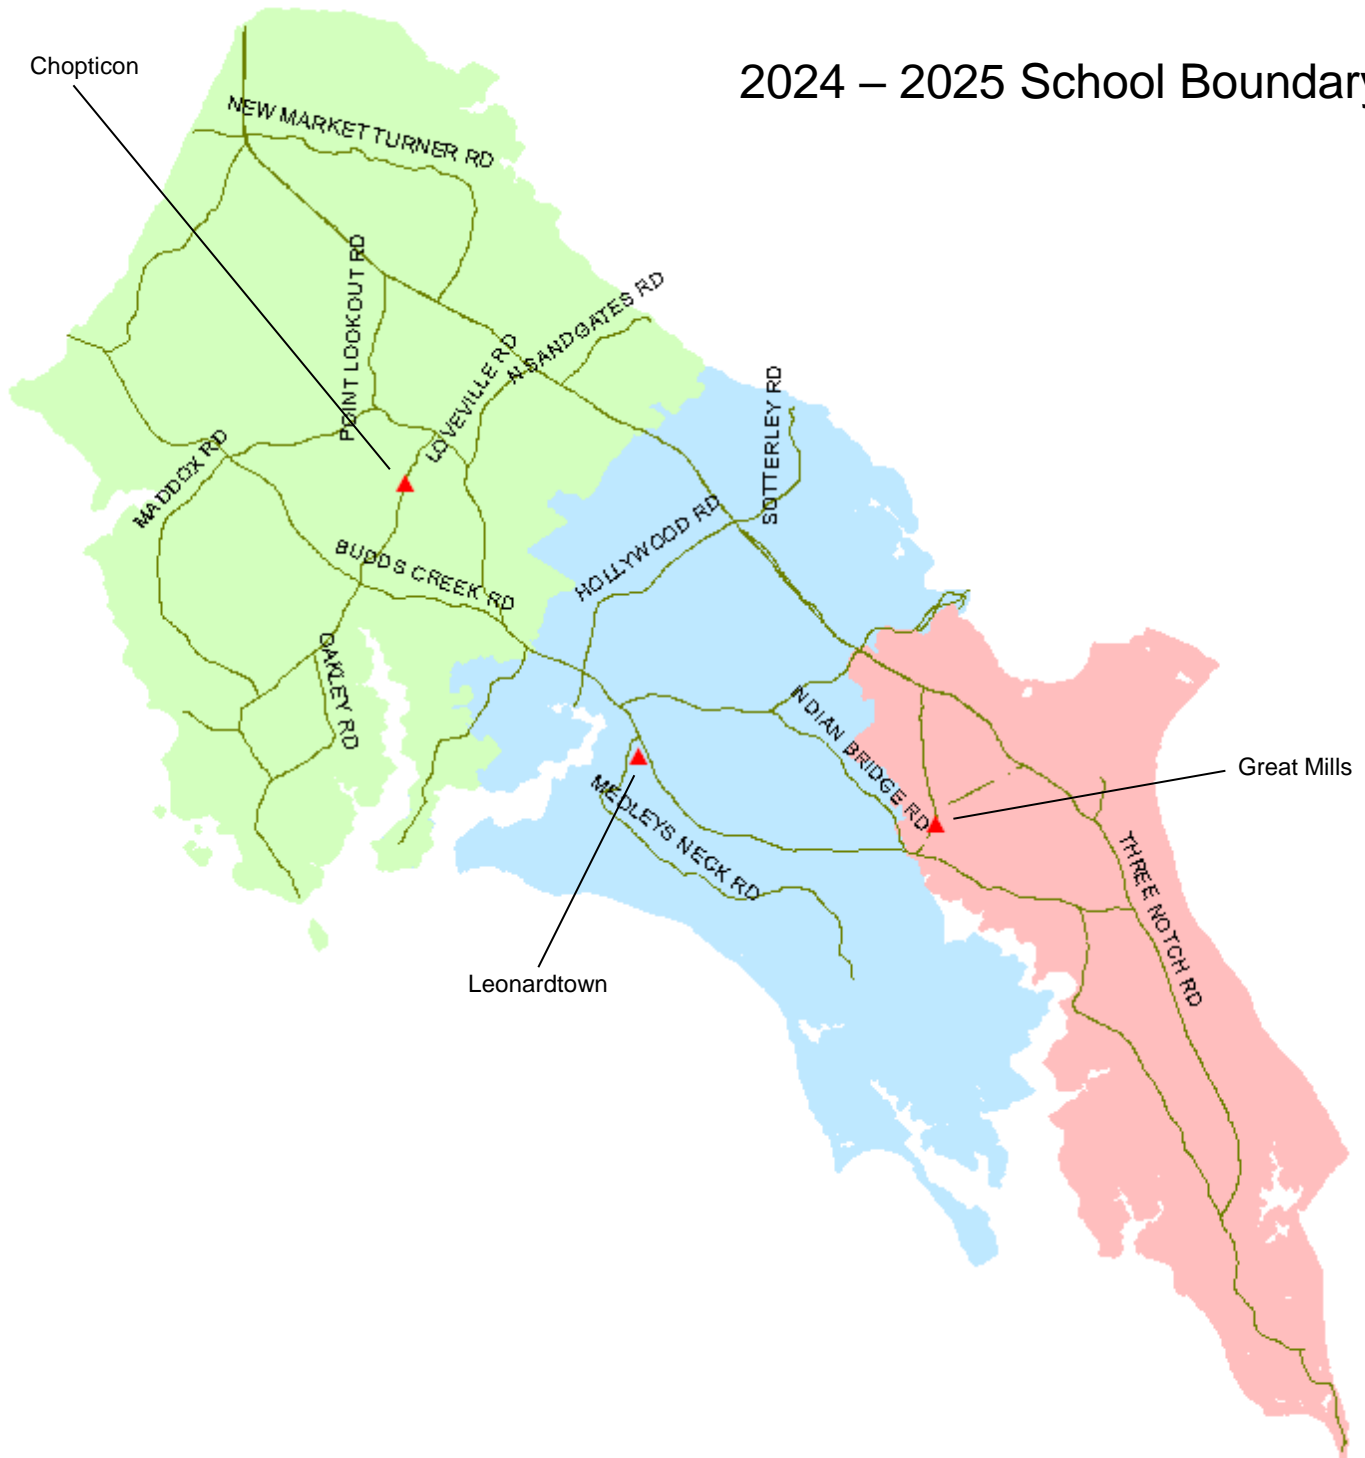 Chopticon
2024 – 2025 School Boundary
NEW MARKET TURNER RD
POINT LOOKOUT RD
N SANDGATES RD
LOVEVILLE RD
SOTTERLEY RD
MADDOX RD
HOLLYWOOD RD
BUDDS CREEK RD
OAKLEY RD
INDIAN BRIDGE RD
Great Mills
MEDLEYS NECK RD
THREE NOTCH RD
Leonardtown